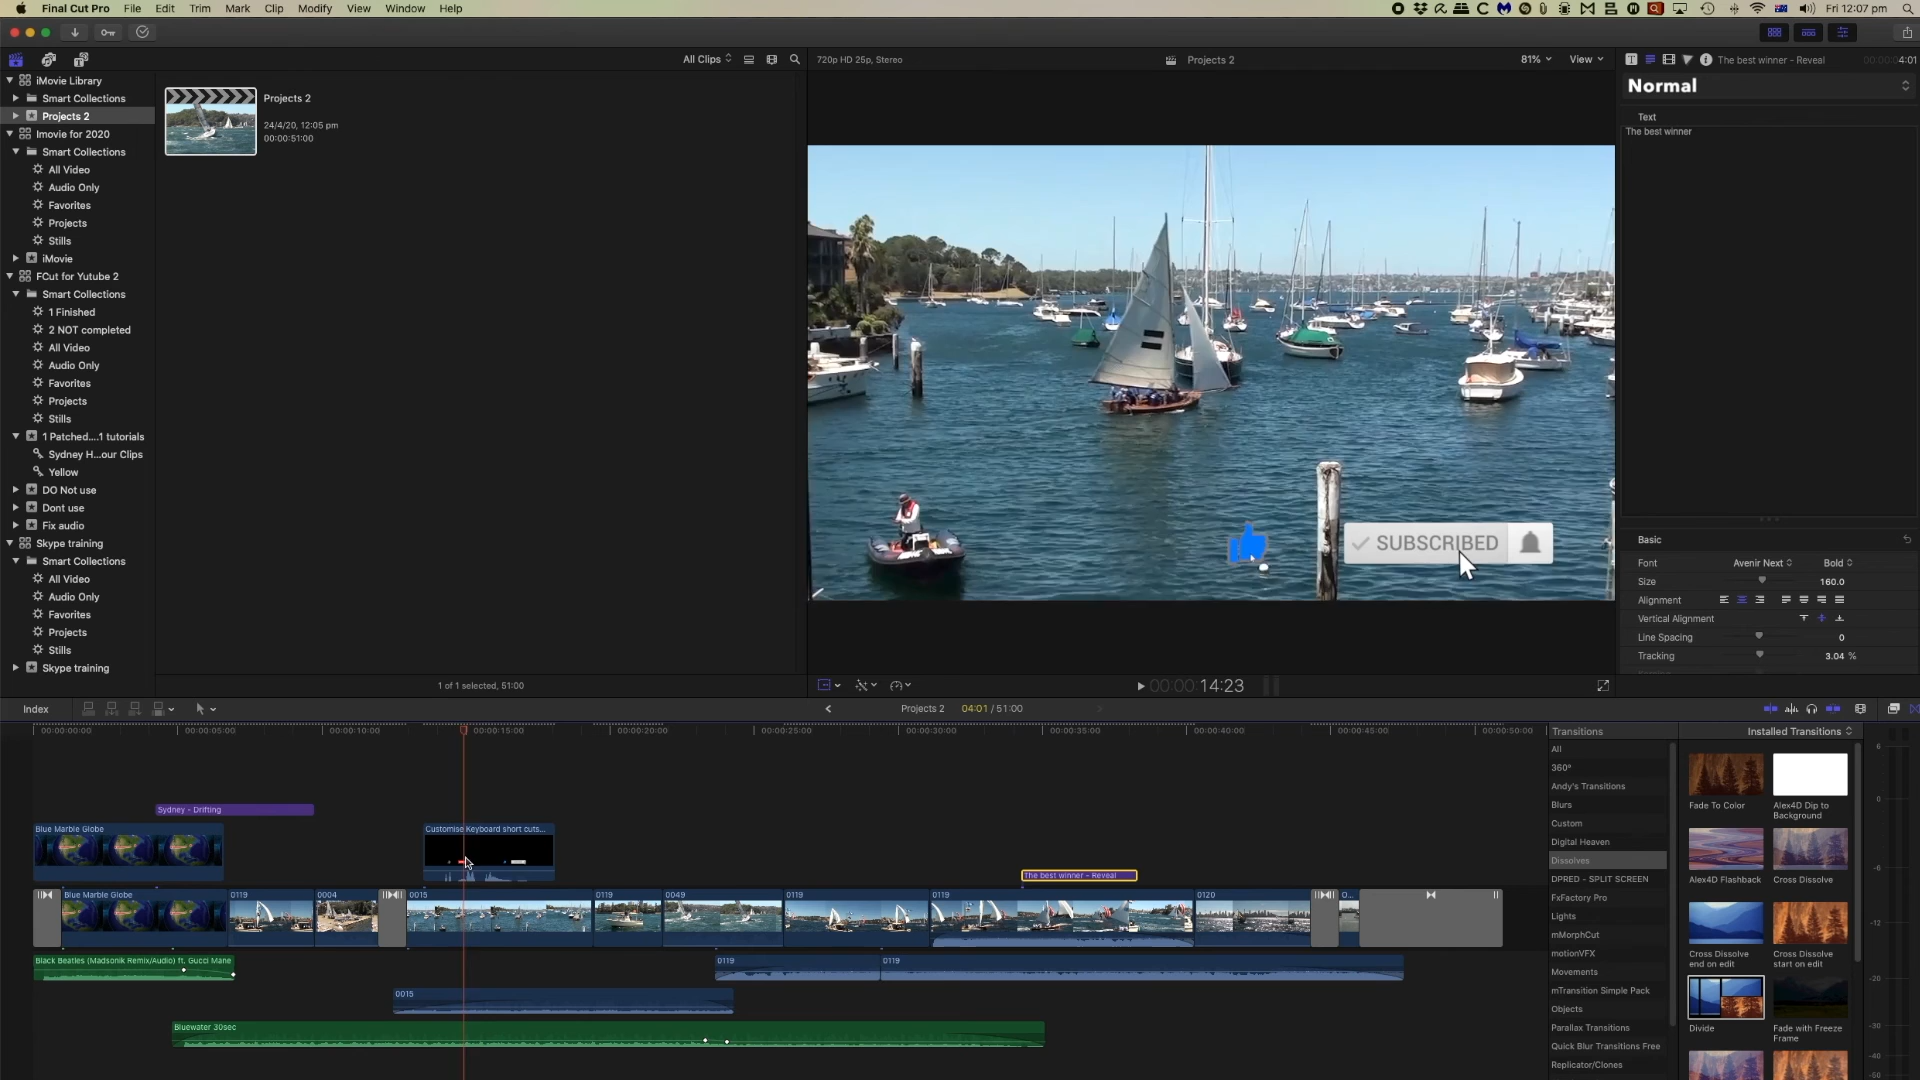 Final Cut Pro File Edit Trim Mark Clip Modify View Window Help
Fri 12:07 pm
All Clips
720p HD 25p, Stereo
Projects 2
81%
View
The best winner - Reveal
4:01
Normal
Text
The best winner
iMovie Library
Smart Collections
Projects 2
Imovie for 2020
Smart Collections
All Video
Audio Only
Favorites
Projects
Stills
iMovie
FCut for Yutube 2
Smart Collections
1 Finished
2 NOT completed
All Video
Audio Only
Favorites
Projects
Stills
1 Patched....1 tutorials
Sydney H...our Clips
Yellow
DO Not use
Dont use
Fix audio
Skype training
Smart Collections
All Video
Audio Only
Favorites
Projects
Stills
Skype training
Projects 2
24/4/20, 12:05 pm
00:00:51:00
1 of 1 selected, 51:00
SUBSCRIBED
00:00:14:23
Basic
Font Avenir Next Bold
Size 160.0
Alignment
Vertical Alignment
Line Spacing 0
Tracking 3.04 %
Index
Projects 2
04:01 / 51:00
00:00:00:00
00:00:05:00
00:00:10:00
00:00:15:00
00:00:20:00
00:00:25:00
00:00:30:00
00:00:35:00
00:00:40:00
00:00:45:00
00:00:50:00
Sydney - Drifting
Blue Marble Globe
Customise Keyboard short cuts...
The best winner - Reveal
Blue Marble Globe
0119
0004
0015
0119
0049
0119
0119
0120
0...
Black Beatles (Madsonik Remix/Audio) ft. Gucci Mane
0119
0119
0015
Bluewater 30sec
Transitions
All
360°
Andy's Transitions
Blurs
Custom
Digital Heaven
Dissolves
DPRED - SPLIT SCREEN
FxFactory Pro
Lights
mMorphCut
motionVFX
Movements
mTransition Simple Pack
Objects
Parallax Transitions
Quick Blur Transitions Free
Replicator/Clones
Installed Transitions
Fade To Color
Alex4D Dip to Background
Alex4D Flashback
Cross Dissolve
Cross Dissolve end on edit
Cross Dissolve start on edit
Divide
Fade with Freeze Frame
6
0
-6
-12
-20
-30
-40
-50